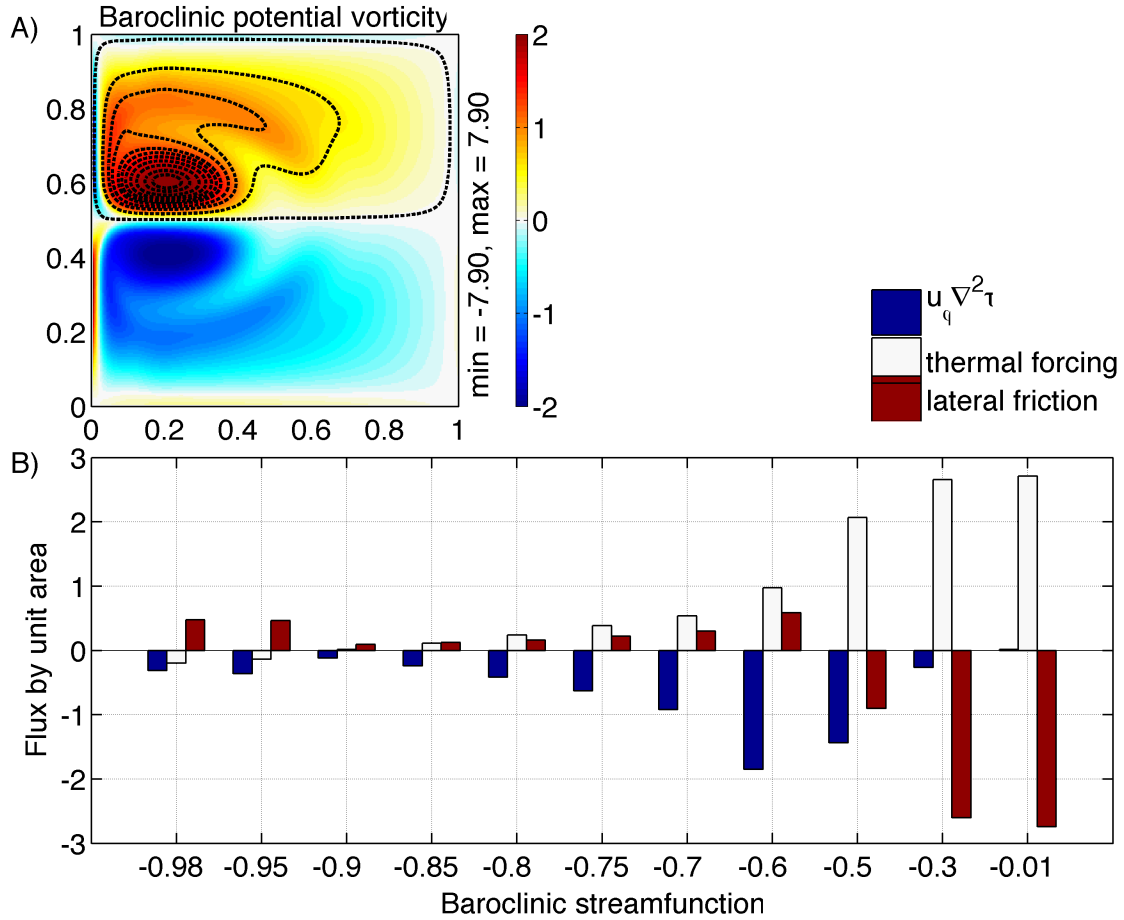 A)
Baroclinic potential vorticity
1
0.8
0.6
0.4
0.2
0
0 0.2 0.4 0.6 0.8 1
2
1
0
-1
-2
min = -7.90, max = 7.90
u_q ∇²τ
thermal forcing
lateral friction
B)
3
2
1
0
-1
-2
-3
Flux by unit area
-0.98 -0.95 -0.9 -0.85 -0.8 -0.75 -0.7 -0.6 -0.5 -0.3 -0.01
Baroclinic streamfunction